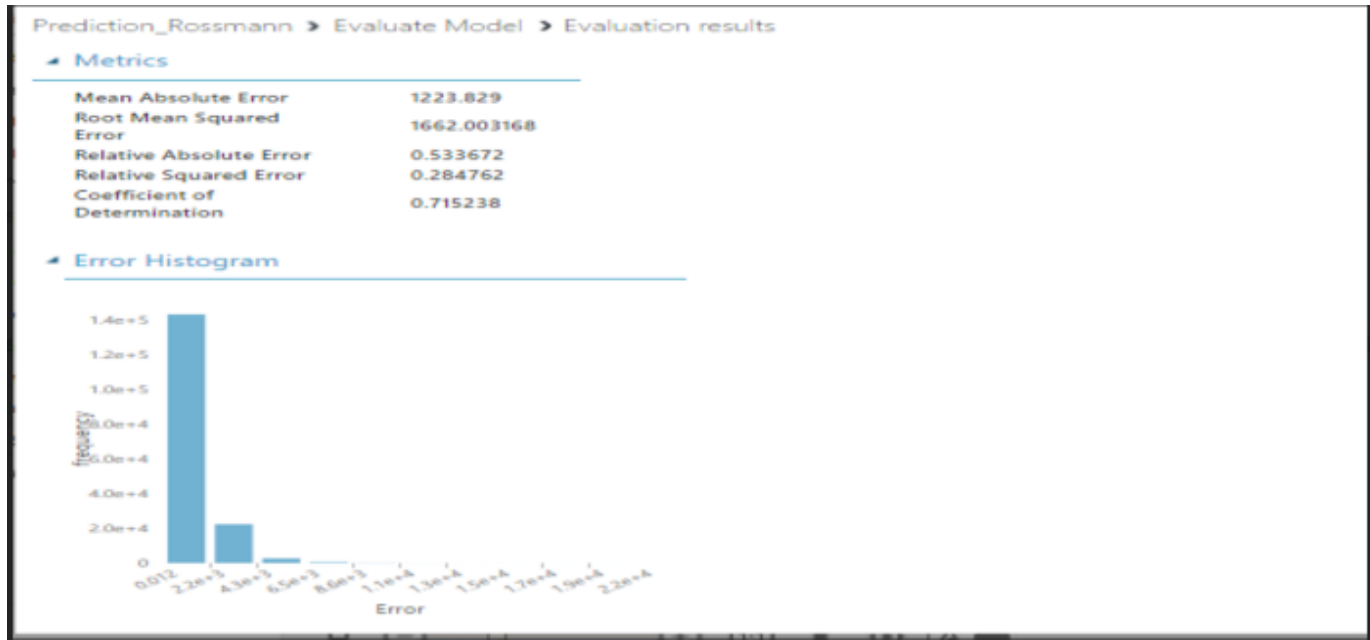 Prediction_Rossmann > Evaluate Model > Evaluation results
Metrics
Mean Absolute Error 1223.829
Root Mean Squared
Error 1662.003168
Relative Absolute Error 0.533672
Relative Squared Error 0.284762
Coefficient of
Determination 0.715238
Error Histogram
1.4e+5
1.2e+5
1.0e+5
8.0e+4
6.0e+4
4.0e+4
2.0e+4
0
frequency
0.012 2.2e+3 4.3e+3 6.5e+3 8.6e+3 1.1e+4 1.3e+4 1.5e+4 1.7e+4 1.9e+4 2.2e+4
Error